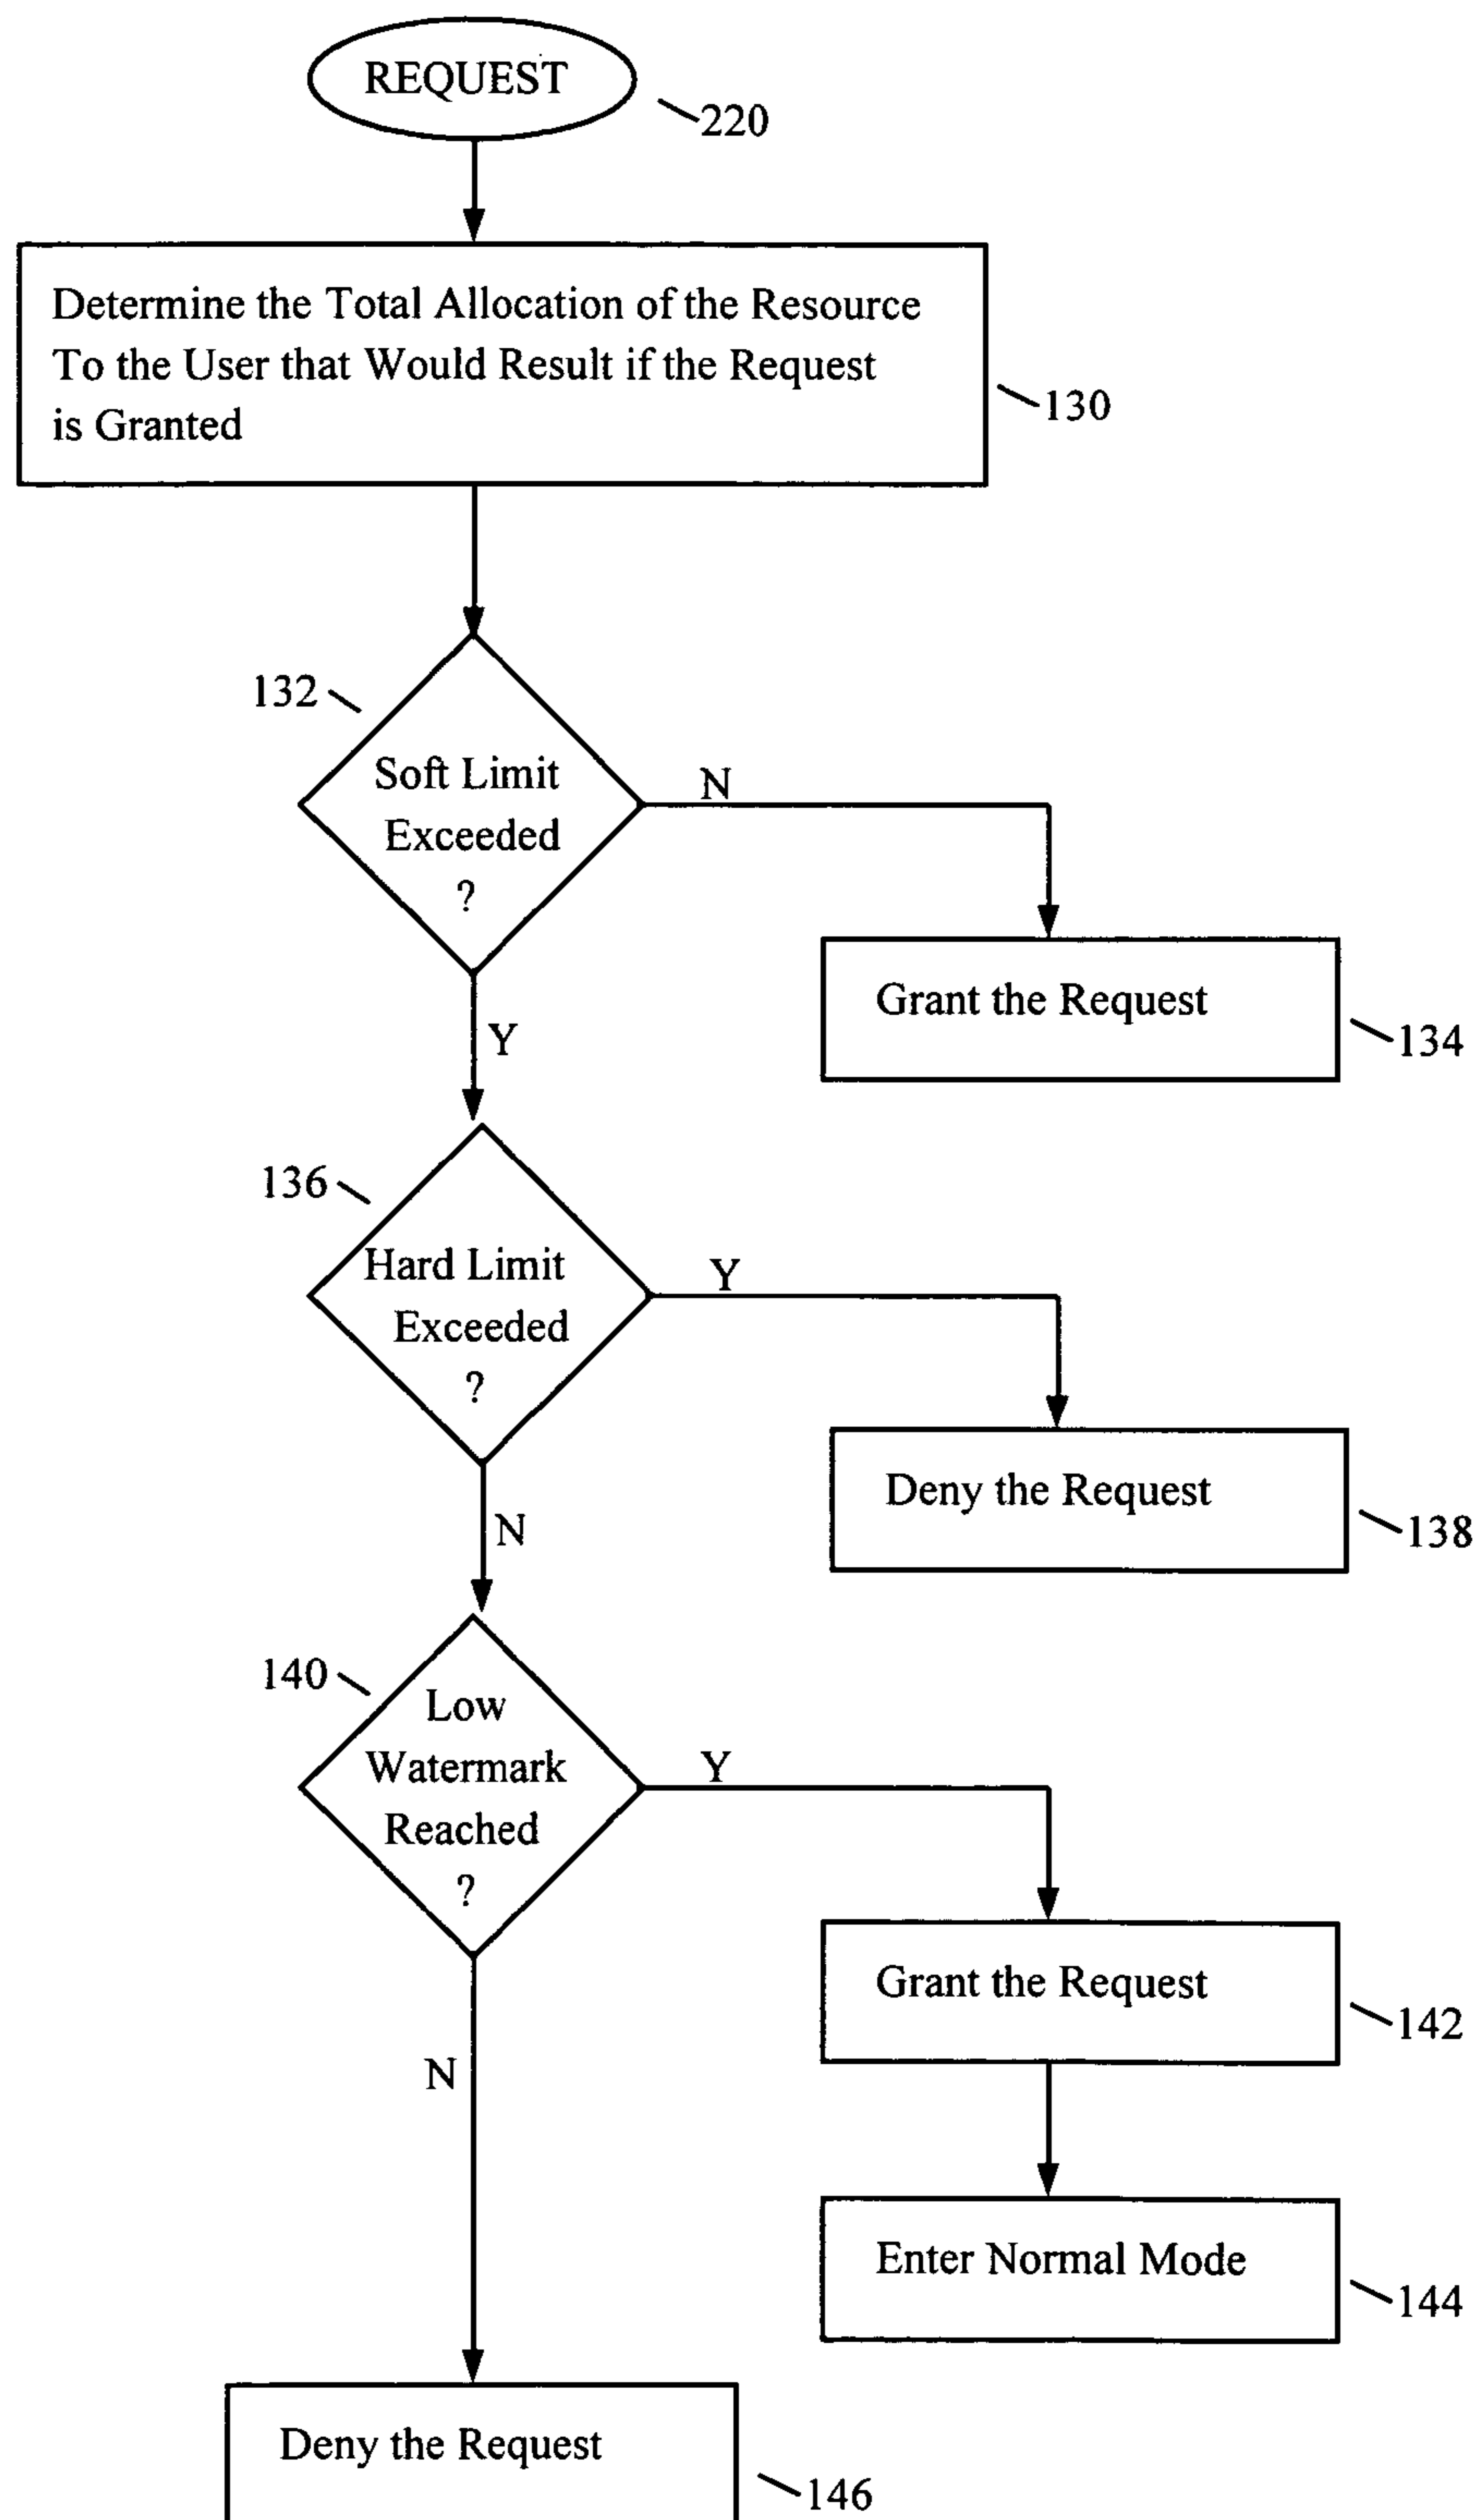 REQUEST
220
Determine the Total Allocation of the Resource
To the User that Would Result if the Request
is Granted
130
132
Soft Limit
Exceeded
?
N
Y
Grant the Request
134
136
Hard Limit
Exceeded
?
Y
N
Deny the Request
138
140
Low
Watermark
Reached
?
Y
N
Grant the Request
142
Enter Normal Mode
144
Deny the Request
146